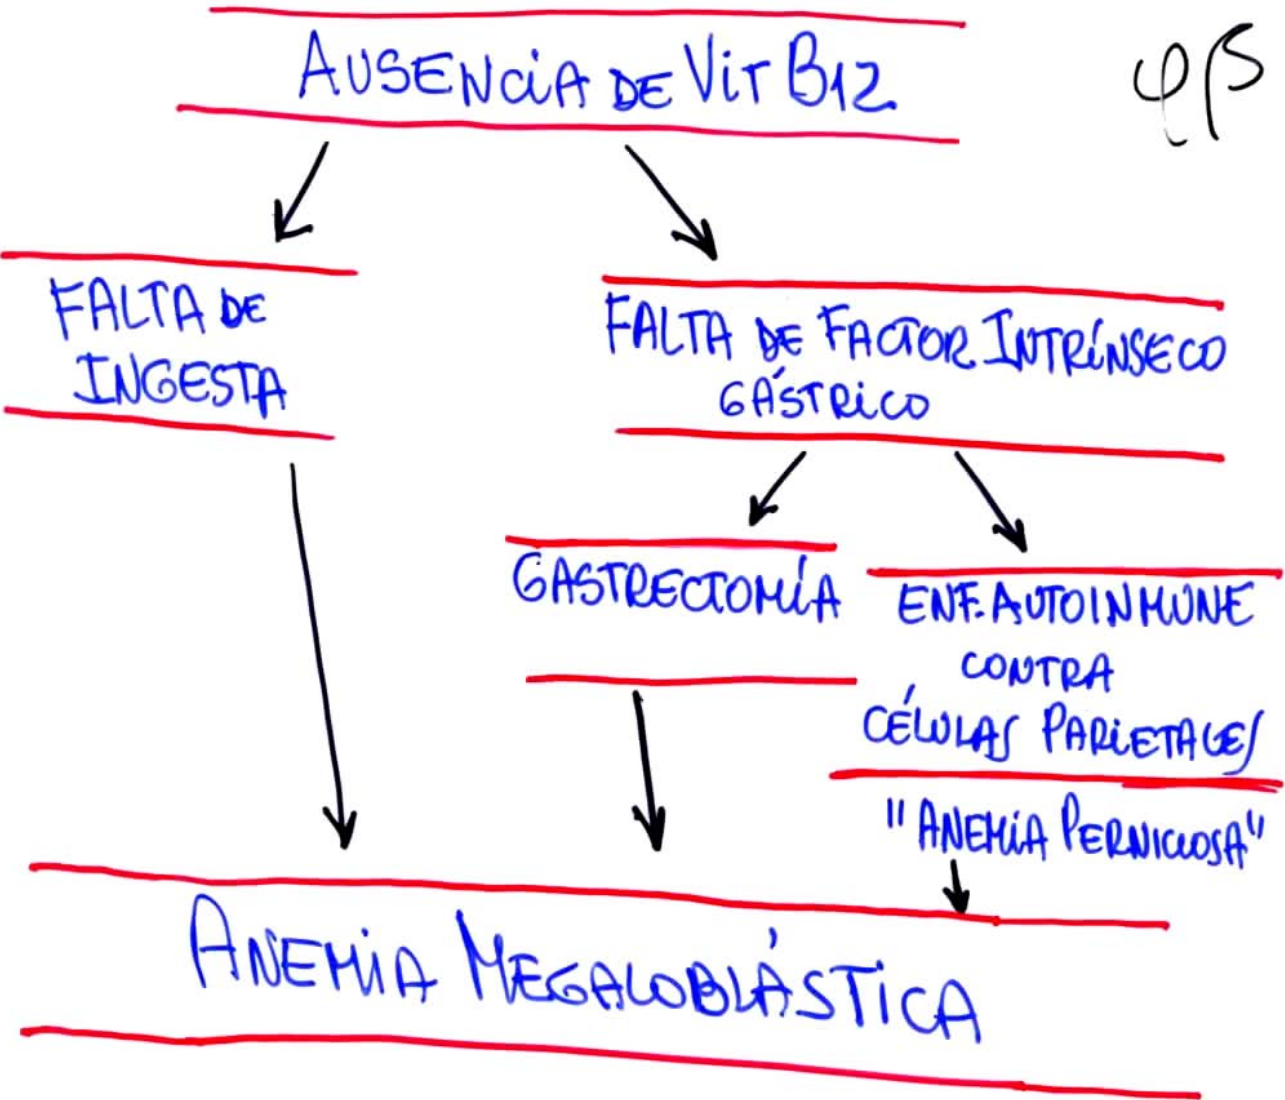 AUSENCIA DE VIT B12
φβ
FALTA DE
INGESTA
FALTA DE FACTOR INTRÍNSECO
GÁSTRICO
GASTRECTOMÍA
ENF. AUTOINMUNE
CONTRA
CÉLULAS PARIETALES
"ANEMIA PERNICIOSA"
ANEMIA MEGALOBLÁSTICA